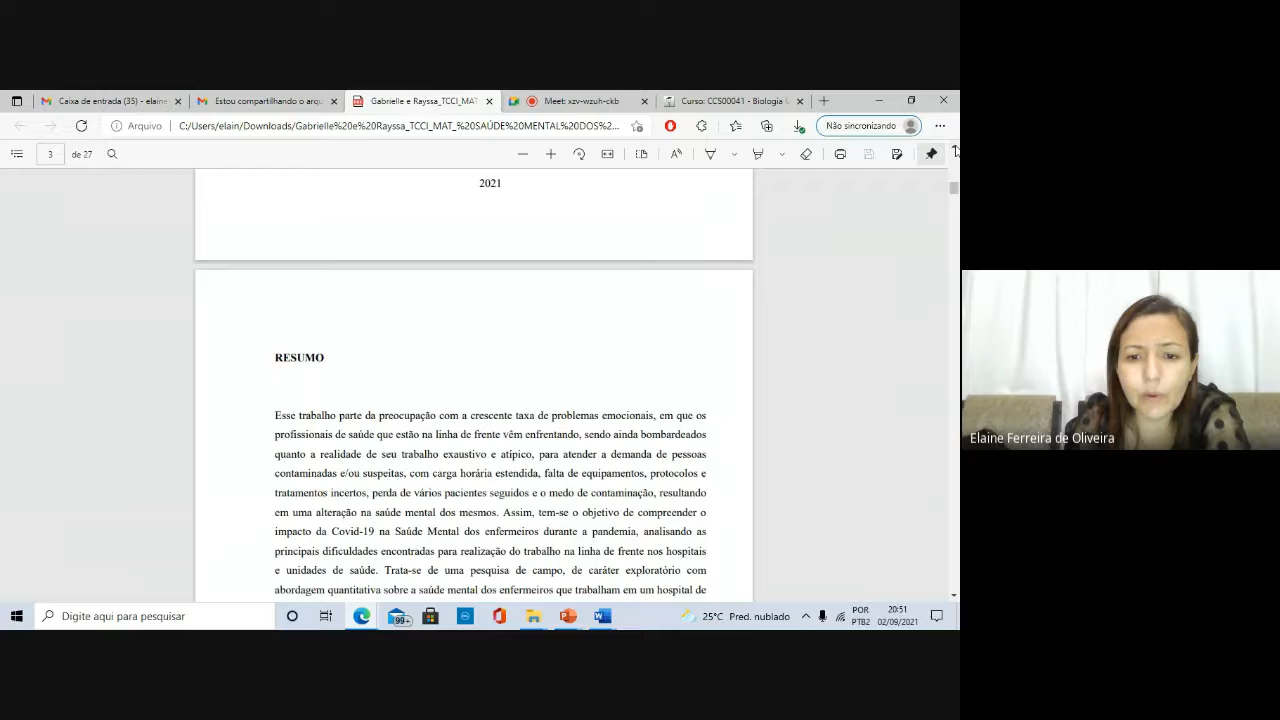 Caixa de entrada (35) - elaine
Estou compartilhando o arqu
Gabrielle e Rayssa_TCCI_MAT_
Meet: xzv-wzuh-ckb
Curso: CCS00041 - Biologia
Arquivo
C:/Users/elain/Downloads/Gabrielle%20e%20Rayssa_TCCI_MAT_%20SAÚDE%20MENTAL%20DOS%2...
Não sincronizando
3 de 27
2021
RESUMO
Esse trabalho parte da preocupação com a crescente taxa de problemas emocionais, em que os
profissionais de saúde que estão na linha de frente vêm enfrentando, sendo ainda bombardeados
quanto a realidade de seu trabalho exaustivo e atípico, para atender a demanda de pessoas
contaminadas e/ou suspeitas, com carga horária estendida, falta de equipamentos, protocolos e
tratamentos incertos, perda de vários pacientes seguidos e o medo de contaminação, resultando
em uma alteração na saúde mental dos mesmos. Assim, tem-se o objetivo de compreender o
impacto da Covid-19 na Saúde Mental dos enfermeiros durante a pandemia, analisando as
principais dificuldades encontradas para realização do trabalho na linha de frente nos hospitais
e unidades de saúde. Trata-se de uma pesquisa de campo, de caráter exploratório com
abordagem quantitativa sobre a saúde mental dos enfermeiros que trabalham em um hospital de
Elaine Ferreira de Oliveira
Digite aqui para pesquisar
99+
25°C Pred. nublado
POR
PTB2
20:51
02/09/2021